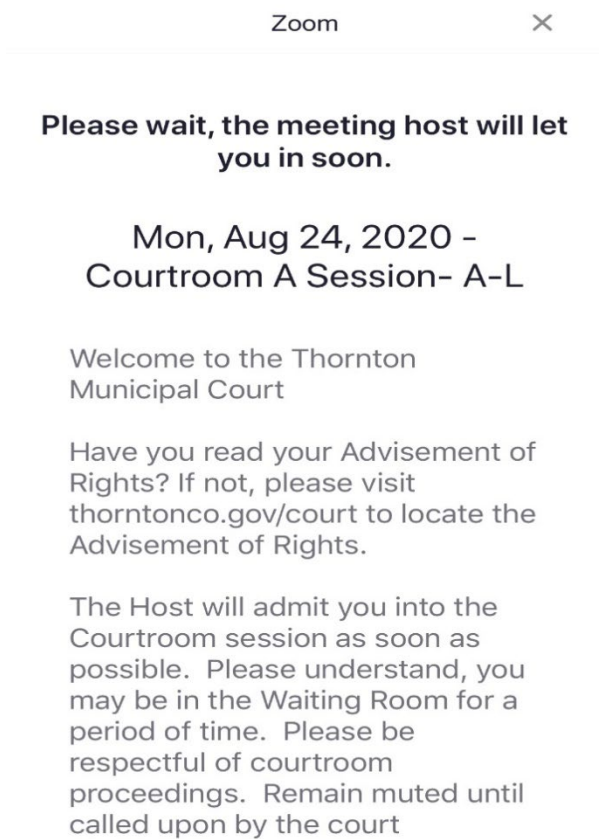 Zoom
Please wait, the meeting host will let
you in soon.
Mon, Aug 24, 2020 -
Courtroom A Session- A-L
Welcome to the Thornton
Municipal Court
Have you read your Advisement of
Rights? If not, please visit
thorntonco.gov/court to locate the
Advisement of Rights.
The Host will admit you into the
Courtroom session as soon as
possible.  Please understand, you
may be in the Waiting Room for a
period of time.  Please be
respectful of courtroom
proceedings.  Remain muted until
called upon by the court